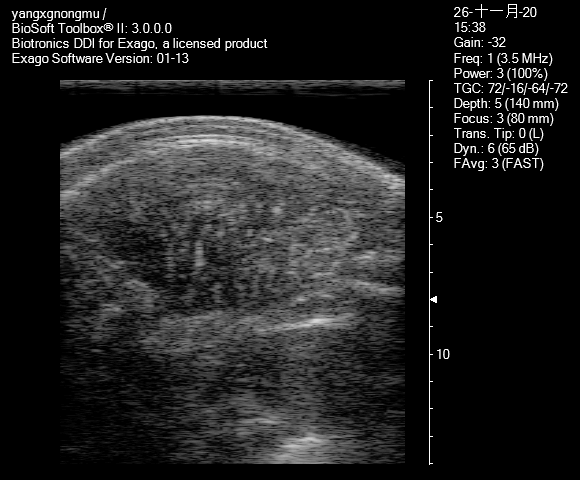 yangxgnongmu /
BioSoft Toolbox® II: 3.0.0.0
Biotronics DDI for Exago, a licensed product
Exago Software Version: 01-13
26-十一月-20
15:38
Gain: -32
Freq: 1 (3.5 MHz)
Power: 3 (100%)
TGC: 72/-16/-64/-72
Depth: 5 (140 mm)
Focus: 3 (80 mm)
Trans. Tip: 0 (L)
Dyn.: 6 (65 dB)
FAvg: 3 (FAST)
5
10